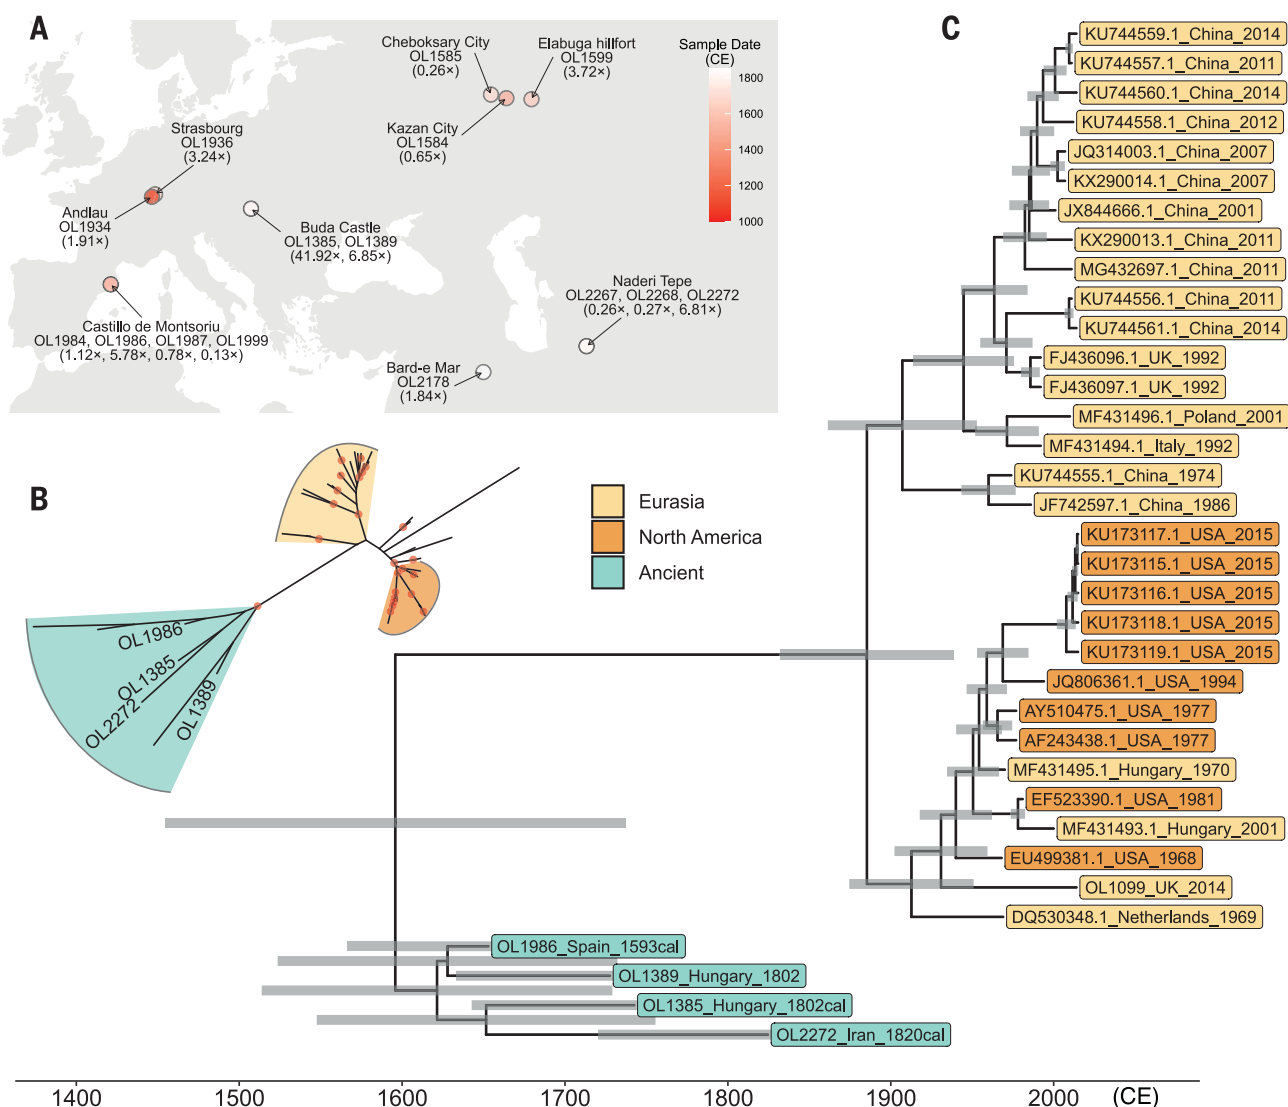 A
Cheboksary City
OL1585
(0.26×)
Elabuga hillfort
OL1599
(3.72×)
Kazan City
OL1584
(0.65×)
Strasbourg
OL1936
(3.24×)
Andlau
OL1934
(1.91×)
Buda Castle
OL1385, OL1389
(41.92×, 6.85×)
Castillo de Montsoriu
OL1984, OL1986, OL1987, OL1999
(1.12×, 5.78×, 0.78×, 0.13×)
Naderi Tepe
OL2267, OL2268, OL2272
(0.26×, 0.27×, 6.81×)
Bard-e Mar
OL2178
(1.84×)
Sample Date
(CE)
1800
1600
1400
1200
1000
B
OL1986
OL1385
OL2272
OL1389
Eurasia
North America
Ancient
C
KU744559.1_China_2014
KU744557.1_China_2011
KU744560.1_China_2014
KU744558.1_China_2012
JQ314003.1_China_2007
KX290014.1_China_2007
JX844666.1_China_2001
KX290013.1_China_2011
MG432697.1_China_2011
KU744556.1_China_2011
KU744561.1_China_2014
FJ436096.1_UK_1992
FJ436097.1_UK_1992
MF431496.1_Poland_2001
MF431494.1_Italy_1992
KU744555.1_China_1974
JF742597.1_China_1986
KU173117.1_USA_2015
KU173115.1_USA_2015
KU173116.1_USA_2015
KU173118.1_USA_2015
KU173119.1_USA_2015
JQ806361.1_USA_1994
AY510475.1_USA_1977
AF243438.1_USA_1977
MF431495.1_Hungary_1970
EF523390.1_USA_1981
MF431493.1_Hungary_2001
EU499381.1_USA_1968
OL1099_UK_2014
DQ530348.1_Netherlands_1969
OL1986_Spain_1593cal
OL1389_Hungary_1802
OL1385_Hungary_1802cal
OL2272_Iran_1820cal
1400 1500 1600 1700 1800 1900 2000 (CE)